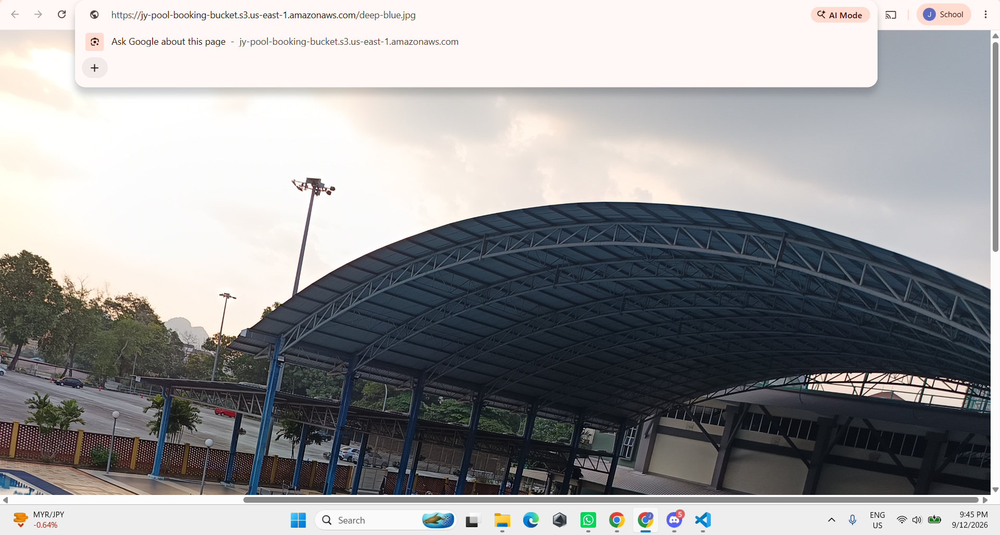 https://jy-pool-booking-bucket.s3.us-east-1.amazonaws.com/deep-blue.jpg
AI Mode
J
School
Ask Google about this page - jy-pool-booking-bucket.s3.us-east-1.amazonaws.com
MYR/JPY
-0.64%
Search
J
5
ENG
US
9:45 PM
9/12/2026